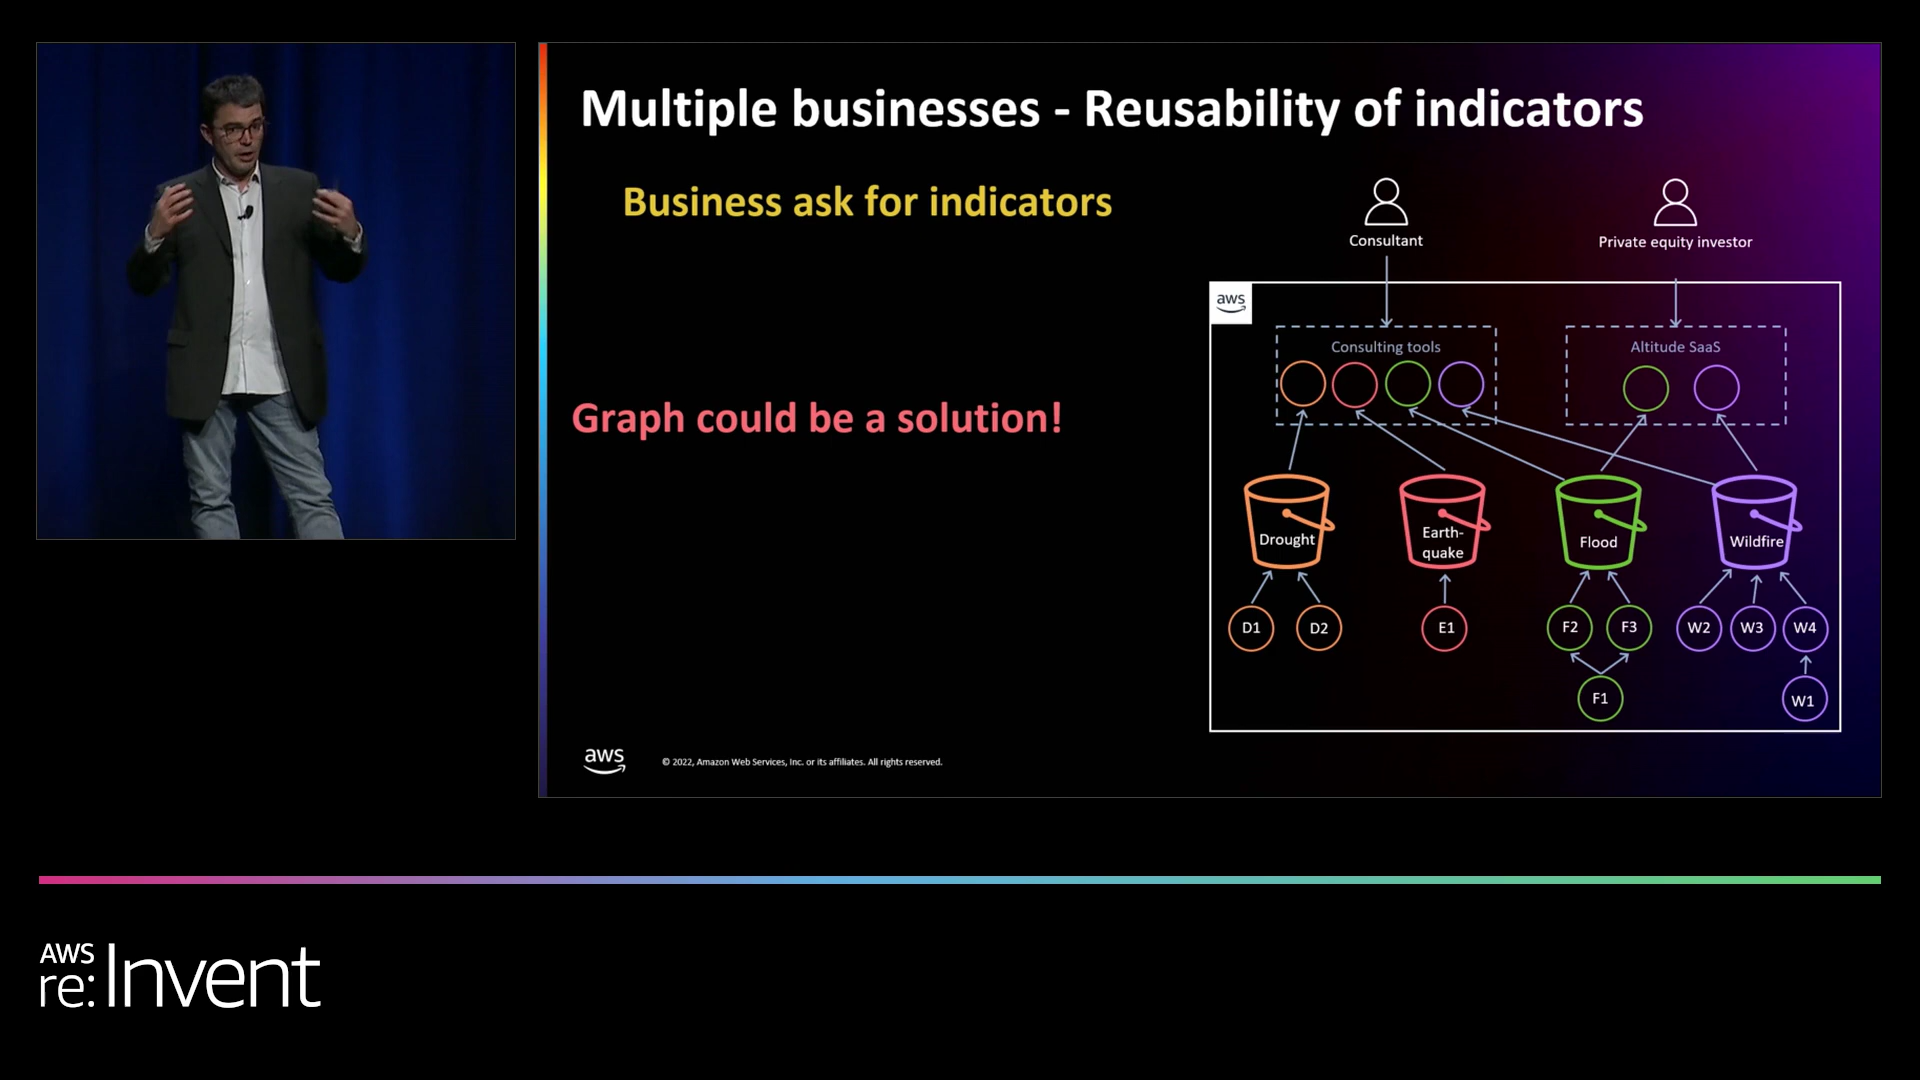 Multiple businesses - Reusability of indicators
Business ask for indicators
Graph could be a solution!
Consultant
Private equity investor
aws
Consulting tools
Altitude SaaS
Drought
Earth-
quake
Flood
Wildfire
D1
D2
E1
F2
F3
W2
W3
W4
F1
W1
aws
© 2022, Amazon Web Services, Inc. or its affiliates. All rights reserved.
AWS
re:Invent